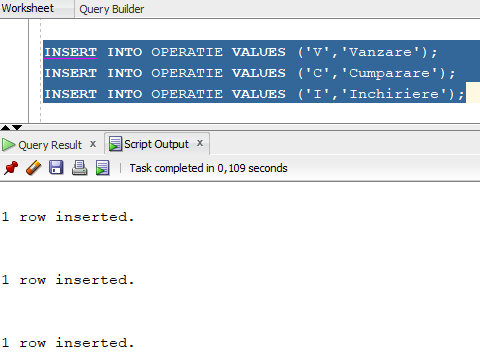 Worksheet Query Builder
INSERT INTO OPERATIE VALUES ('V','Vanzare');
INSERT INTO OPERATIE VALUES ('C','Cumparare');
INSERT INTO OPERATIE VALUES ('I','Inchiriere');
Query Result x Script Output x
Task completed in 0,109 seconds
1 row inserted.
1 row inserted.
1 row inserted.